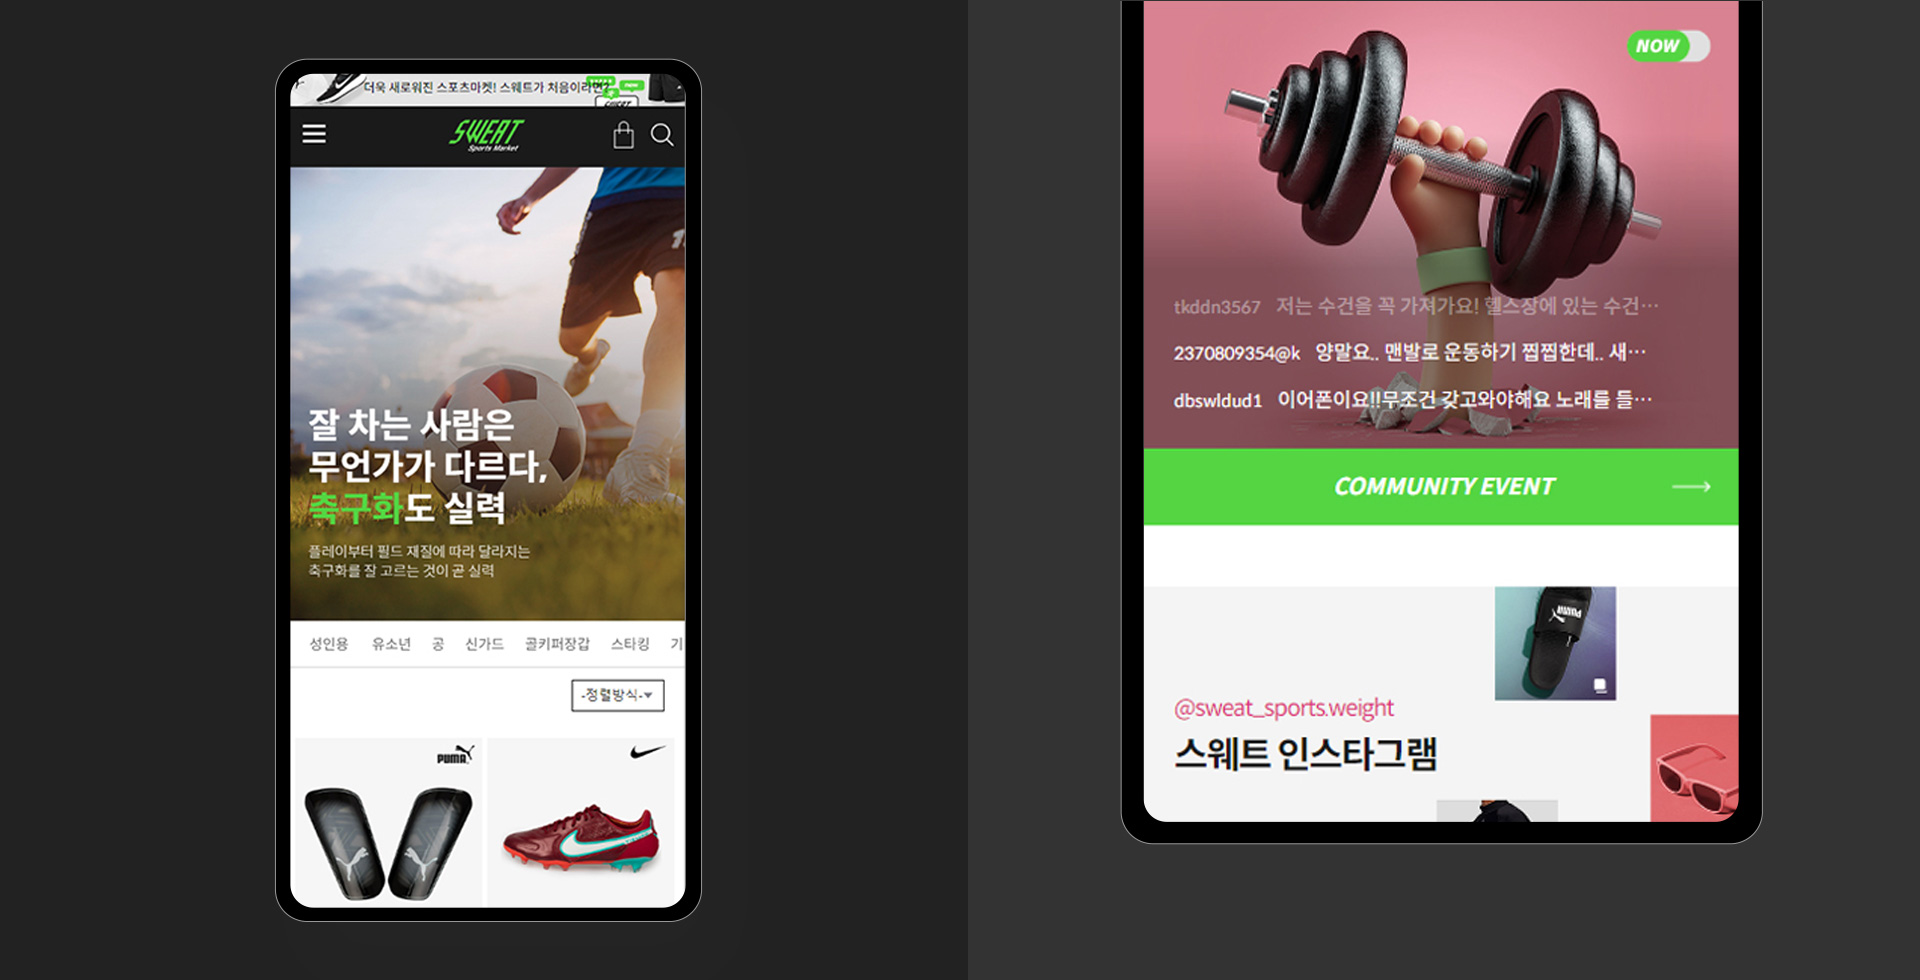 더욱 새로워진 스포츠마켓! 스웨트가 처음이라면?
SWEAT
Sports Market
잘 차는 사람은
무언가가 다르다,
축구화도 실력
플레이부터 필드 재질에 따라 달라지는
축구화를 잘 고르는 것이 곧 실력
성인용 유소년 공 신가드 골키퍼장갑 스타킹 기
-정렬방식-
PUMA
NOW
tkddn3567 저는 수건을 꼭 가져가요! 헬스장에 있는 수건…
2370809354@k 양말요.. 맨발로 운동하기 찝찝한데.. 새…
dbswldud1 이어폰이요!!무조건 갖고와야해요 노래를 들…
COMMUNITY EVENT
PUMA
@sweat_sports.weight
스웨트 인스타그램